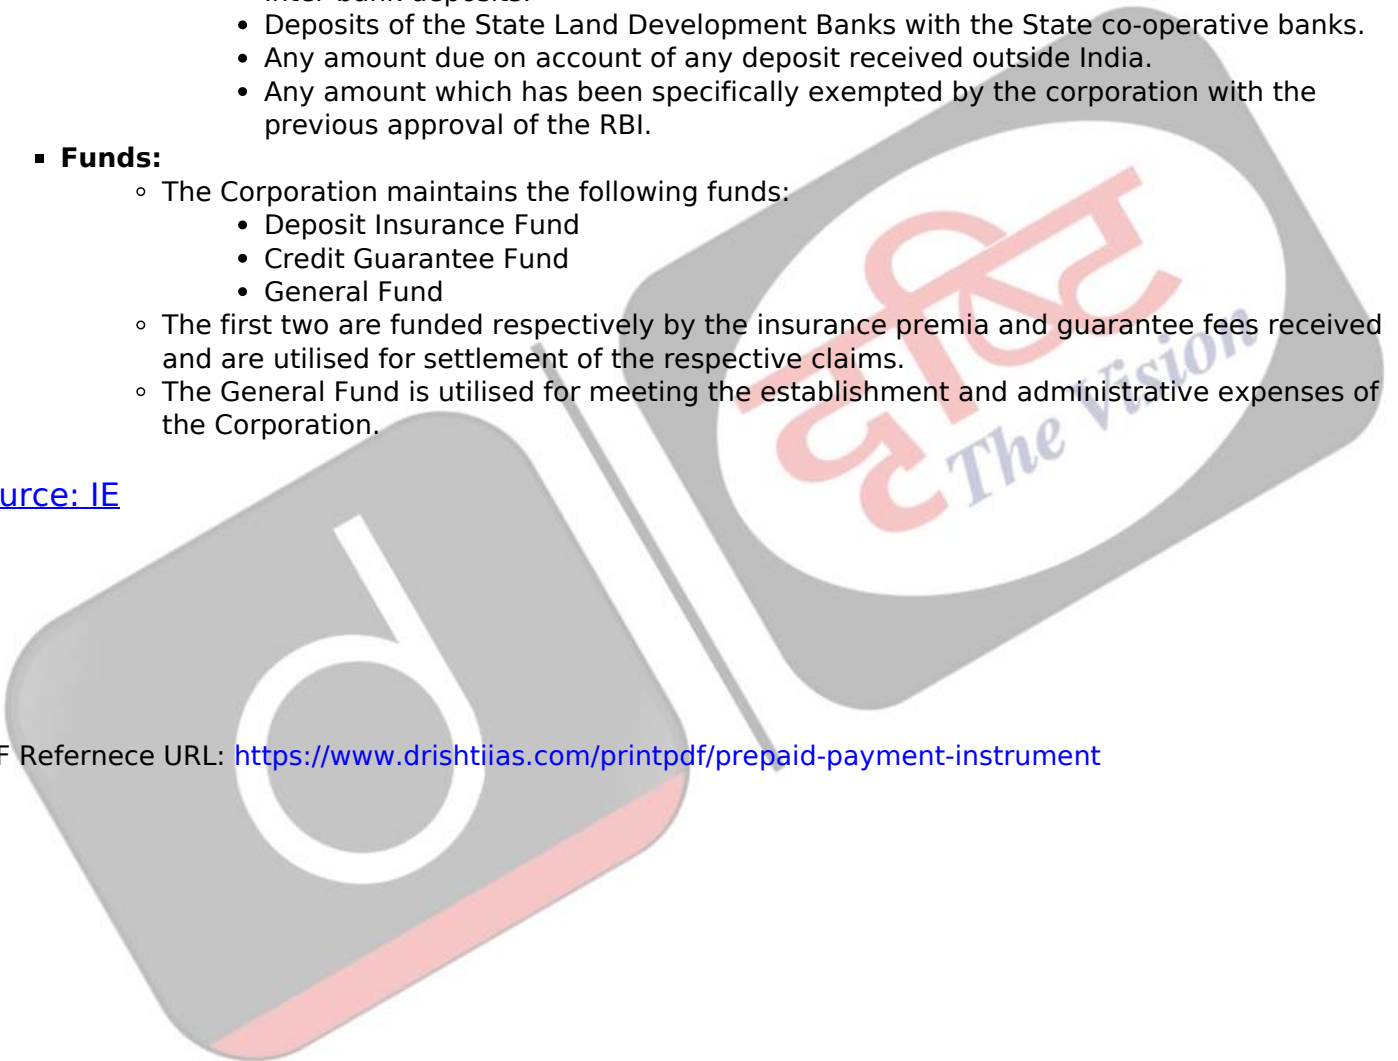 Inter-bank deposits.
Deposits of the State Land Development Banks with the State co-operative banks.
Any amount due on account of any deposit received outside India.
Any amount which has been specifically exempted by the corporation with the
previous approval of the RBI.
Funds:
The Corporation maintains the following funds:
Deposit Insurance Fund
Credit Guarantee Fund
General Fund
The first two are funded respectively by the insurance premia and guarantee fees received
and are utilised for settlement of the respective claims.
The General Fund is utilised for meeting the establishment and administrative expenses of
the Corporation.
urce: IE
F Refernece URL: https://www.drishtiias.com/printpdf/prepaid-payment-instrument
d
दृष्टि
The Vision